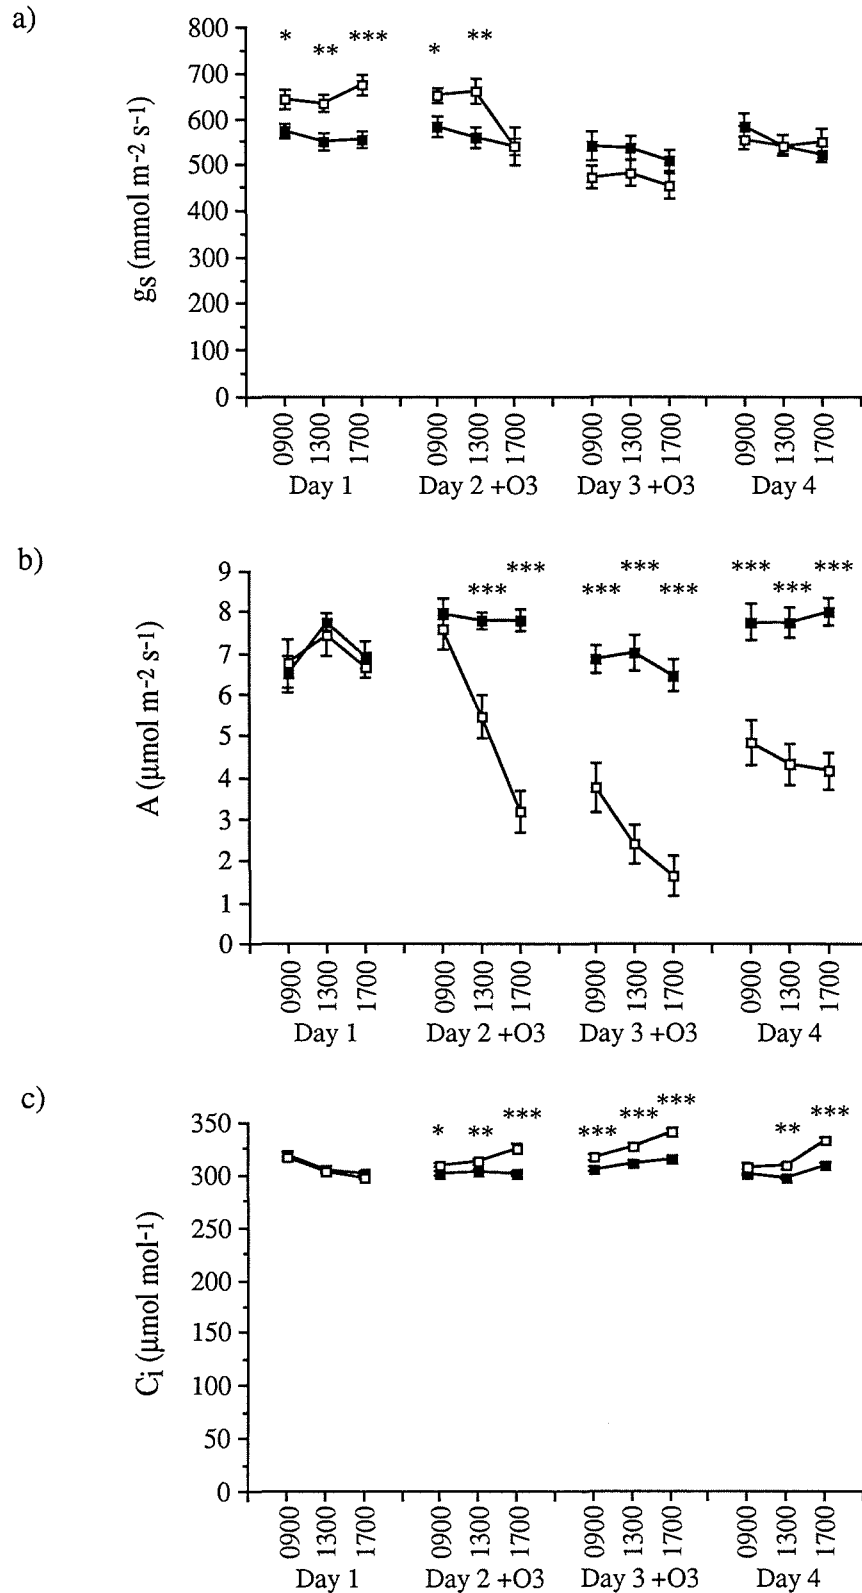 a)
* ** *** * **
800
700
600
500
400
300
200
100
0
gs (mmol m-2 s-1)
0900 1300 1700 0900 1300 1700 0900 1300 1700 0900 1300 1700
Day 1 Day 2 +O3 Day 3 +O3 Day 4
b)
*** *** *** *** *** *** *** ***
9
8
7
6
5
4
3
2
1
0
A (μmol m-2 s-1)
0900 1300 1700 0900 1300 1700 0900 1300 1700 0900 1300 1700
Day 1 Day 2 +O3 Day 3 +O3 Day 4
c)
* ** *** *** *** *** ** ***
350
300
250
200
150
100
50
0
Ci (μmol mol-1)
0900 1300 1700 0900 1300 1700 0900 1300 1700 0900 1300 1700
Day 1 Day 2 +O3 Day 3 +O3 Day 4